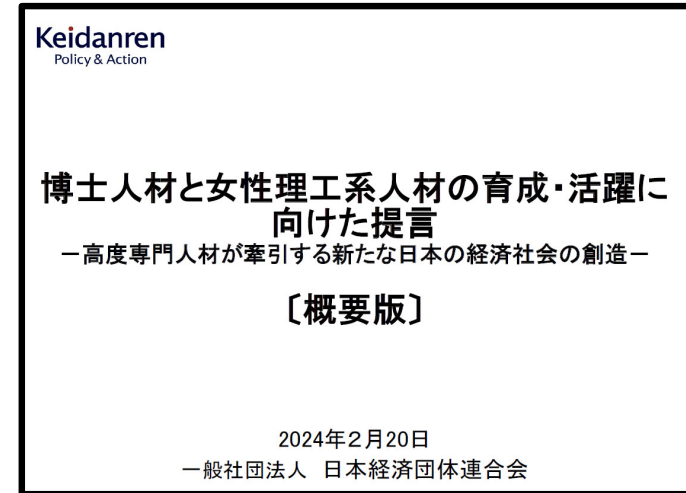 Keidanren
Policy & Action
博士人材と女性理工系人材の育成・活躍に
向けた提言
－高度専門人材が牽引する新たな日本の経済社会の創造－
〔概要版〕
2024年２月20日
一般社団法人 日本経済団体連合会